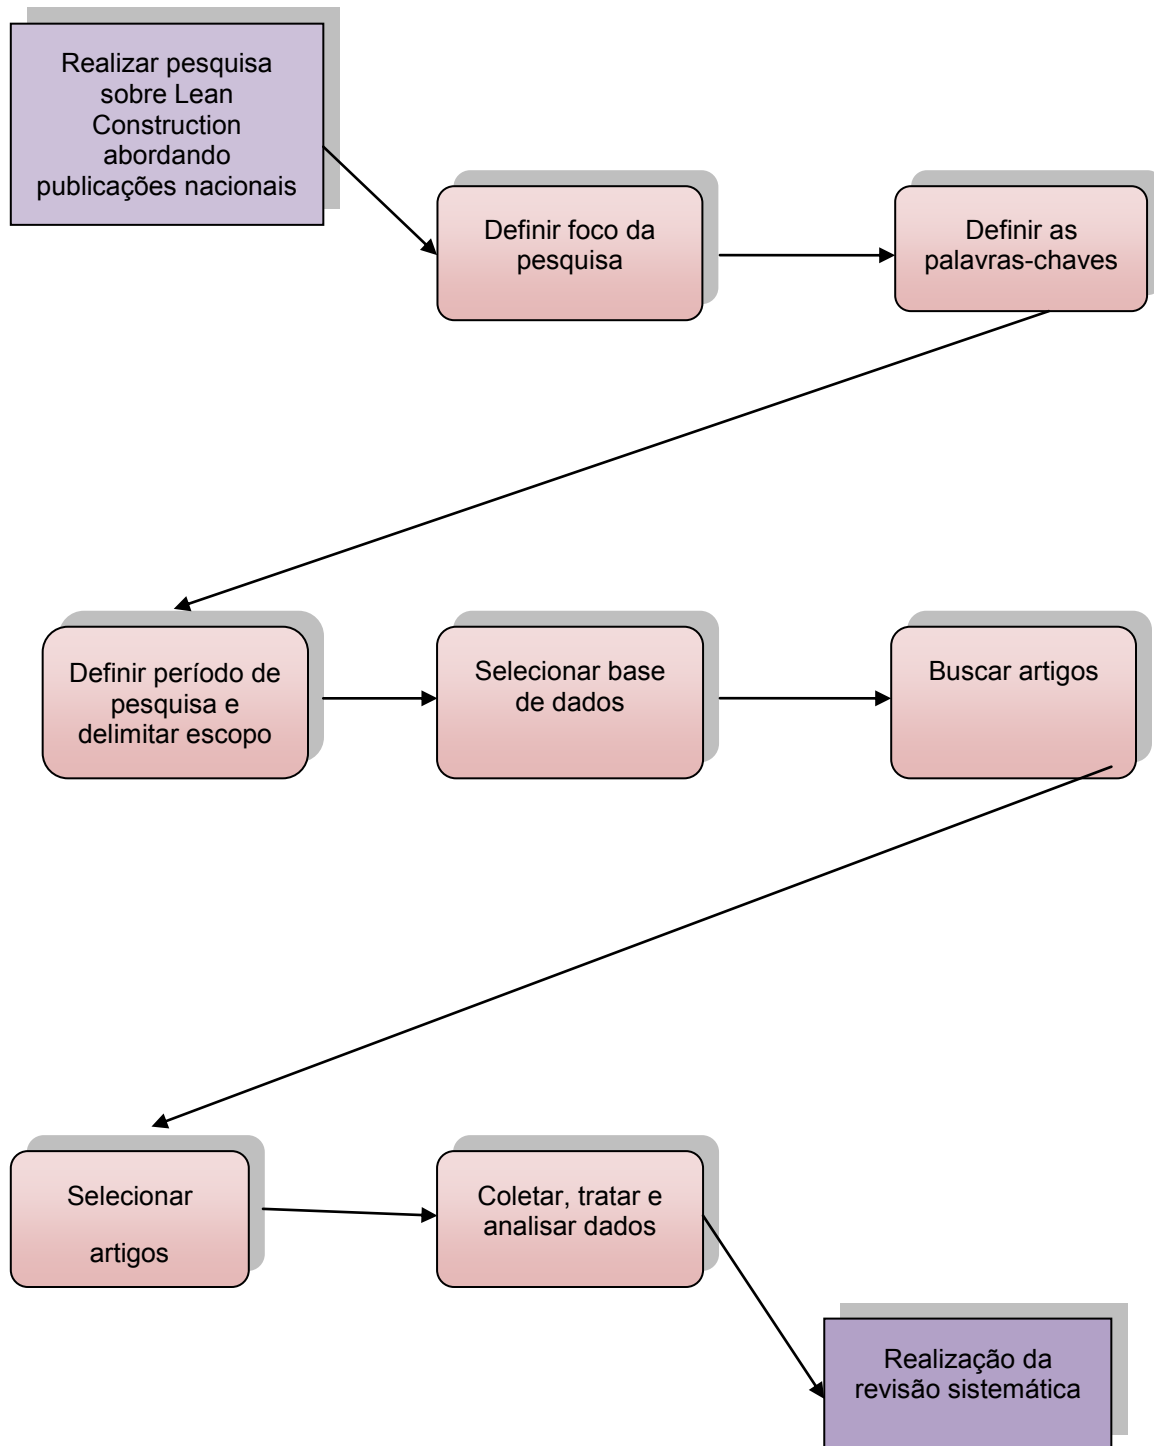 Realizar pesquisa
sobre Lean
Construction
abordando
publicações nacionais
Definir foco da
pesquisa
Definir as
palavras-chaves
Definir período de
pesquisa e
delimitar escopo
Selecionar base
de dados
Buscar artigos
Selecionar
artigos
Coletar, tratar e
analisar dados
Realização da
revisão sistemática